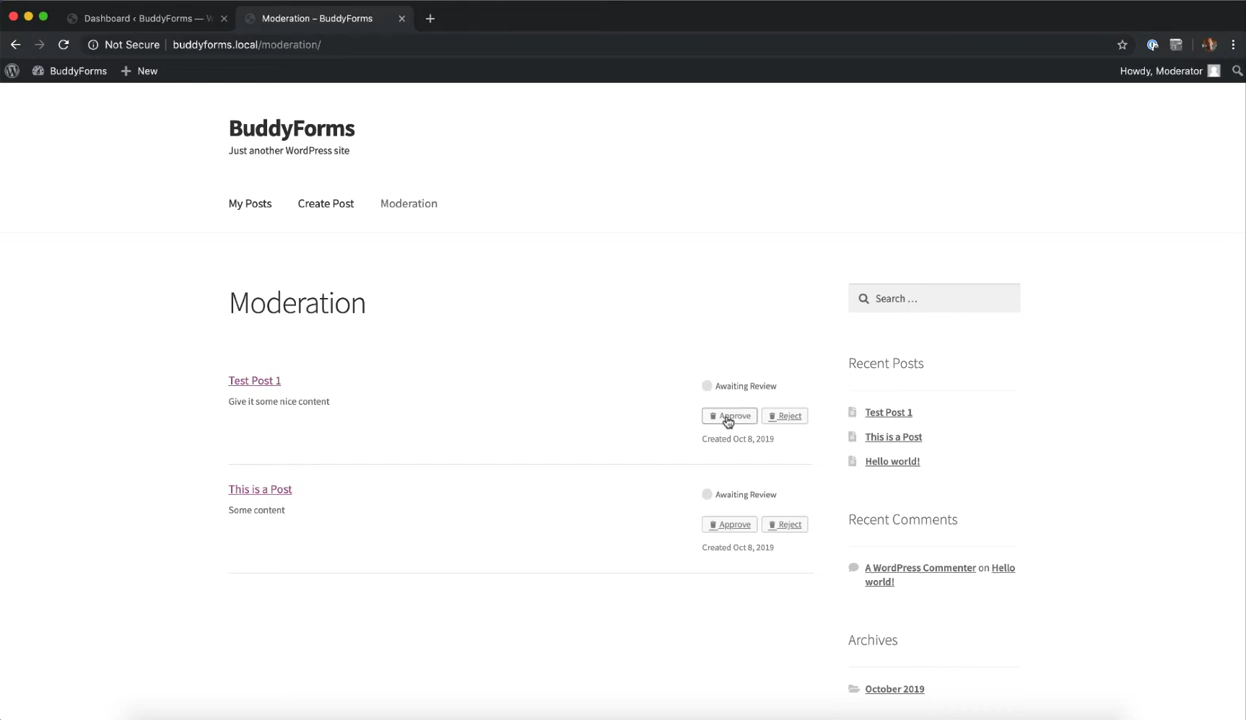 Dashboard ‹ BuddyForms — W
Moderation – BuddyForms
Not Secure
buddyforms.local/moderation/
BuddyForms
New
Howdy, Moderator
BuddyForms
Just another WordPress site
My Posts
Create Post
Moderation
Moderation
Test Post 1
Give it some nice content
Awaiting Review
Approve
Reject
Created Oct 8, 2019
This is a Post
Some content
Awaiting Review
Approve
Reject
Created Oct 8, 2019
Search …
Recent Posts
Test Post 1
This is a Post
Hello world!
Recent Comments
A WordPress Commenter on Hello
world!
Archives
October 2019